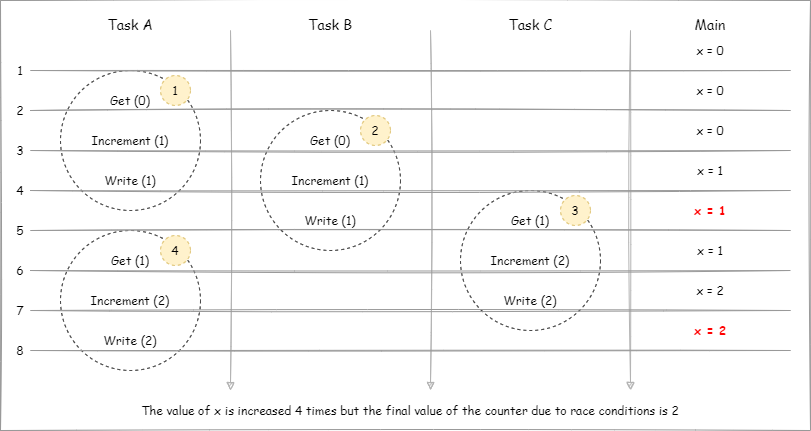 Task A Task B Task C Main
x = 0
1
Get (0) 1 x = 0
2
Increment (1) Get (0) 2 x = 0
3
Write (1) Increment (1) x = 1
4
Write (1) Get (1) 3 x = 1
5
Get (1) 4 Increment (2) x = 1
6
Increment (2) Write (2) x = 2
7
Write (2) x = 2
8
The value of x is increased 4 times but the final value of the counter due to race conditions is 2